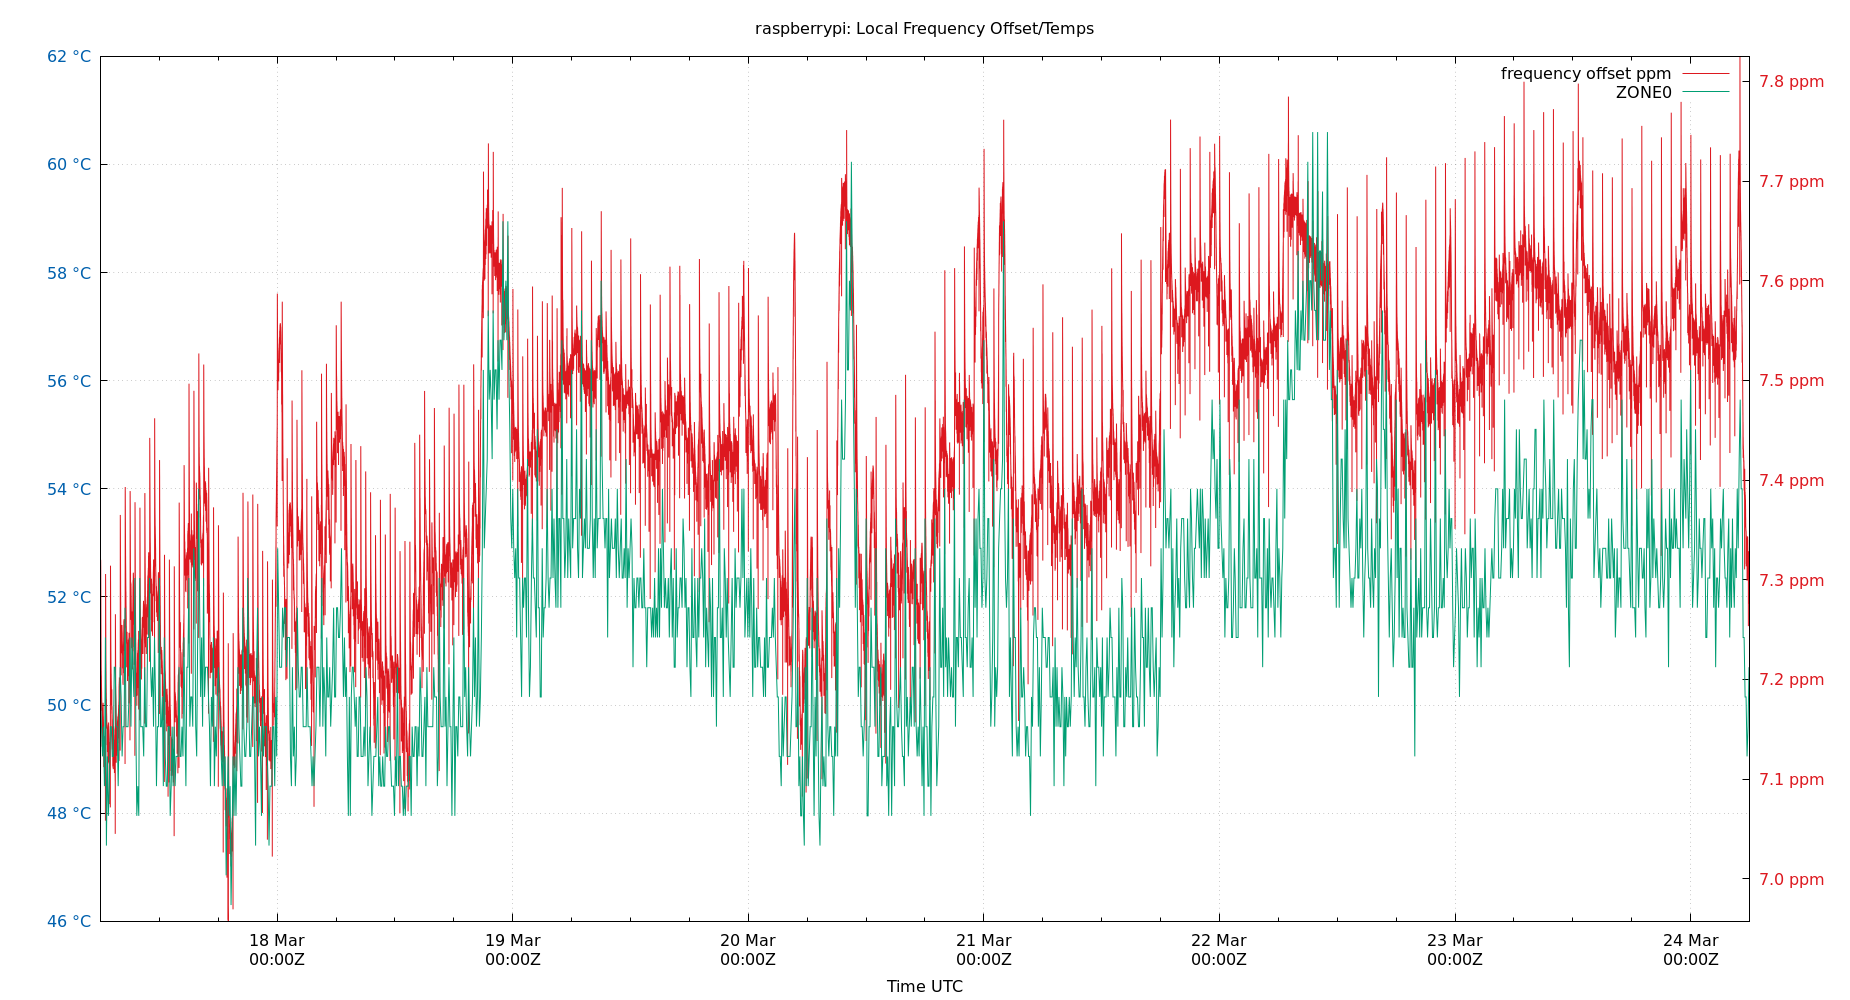 raspberrypi: Local Frequency Offset/Temps
62 °C
60 °C
58 °C
56 °C
54 °C
52 °C
50 °C
48 °C
46 °C
frequency offset ppm
ZONE0
7.8 ppm
7.7 ppm
7.6 ppm
7.5 ppm
7.4 ppm
7.3 ppm
7.2 ppm
7.1 ppm
7.0 ppm
18 Mar
00:00Z
19 Mar
00:00Z
20 Mar
00:00Z
21 Mar
00:00Z
22 Mar
00:00Z
23 Mar
00:00Z
24 Mar
00:00Z
Time UTC